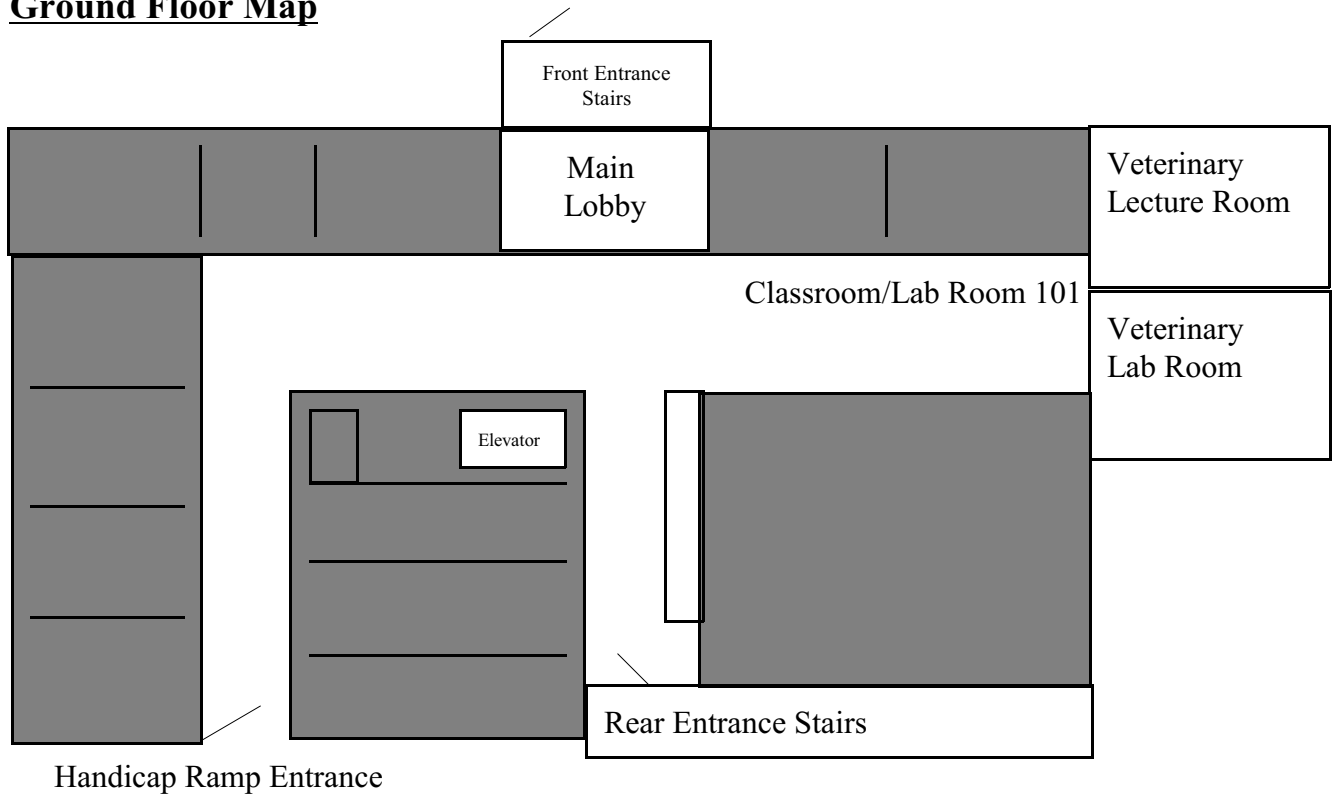 Ground Floor Map
Front Entrance
Stairs
Main
Lobby
Veterinary
Lecture Room
Classroom/Lab Room 101
Veterinary
Lab Room
Elevator
Rear Entrance Stairs
Handicap Ramp Entrance